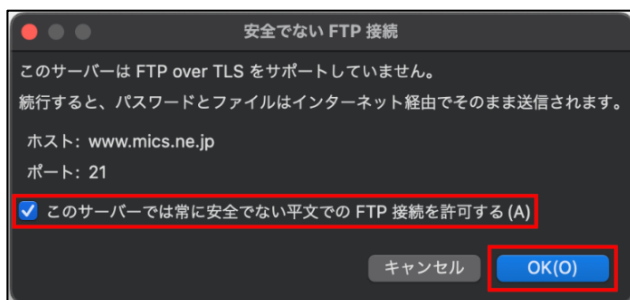 安全でない FTP 接続
このサーバーは FTP over TLS をサポートしていません。
続行すると、パスワードとファイルはインターネット経由でそのまま送信されます。
ホスト: www.mics.ne.jp
ポート: 21
このサーバーでは常に安全でない平文での FTP 接続を許可する (A)
キャンセル OK(O)